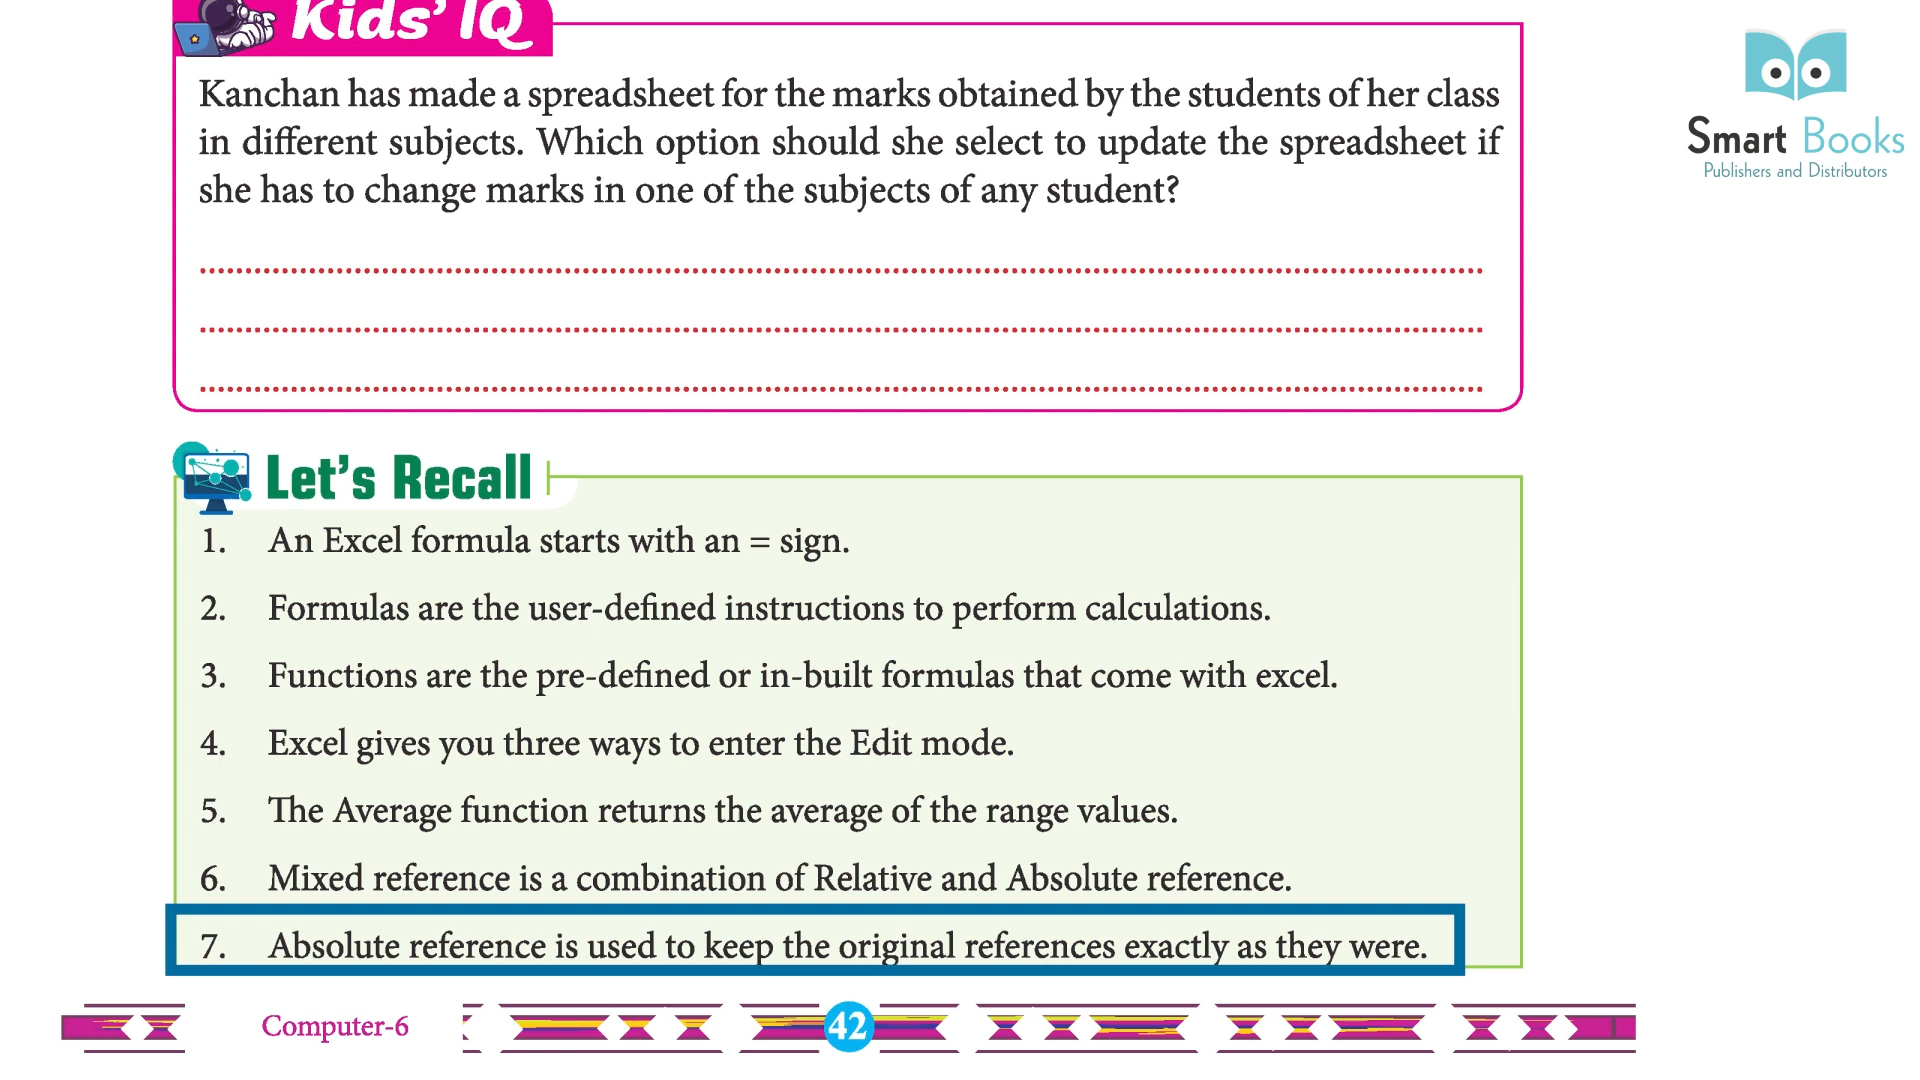 Kids' IQ
Kanchan has made a spreadsheet for the marks obtained by the students of her class
in different subjects. Which option should she select to update the spreadsheet if
she has to change marks in one of the subjects of any student?
Smart Books
Publishers and Distributors
Let's Recall
1. An Excel formula starts with an = sign.
2. Formulas are the user-defined instructions to perform calculations.
3. Functions are the pre-defined or in-built formulas that come with excel.
4. Excel gives you three ways to enter the Edit mode.
5. The Average function returns the average of the range values.
6. Mixed reference is a combination of Relative and Absolute reference.
7. Absolute reference is used to keep the original references exactly as they were.
Computer-6
42